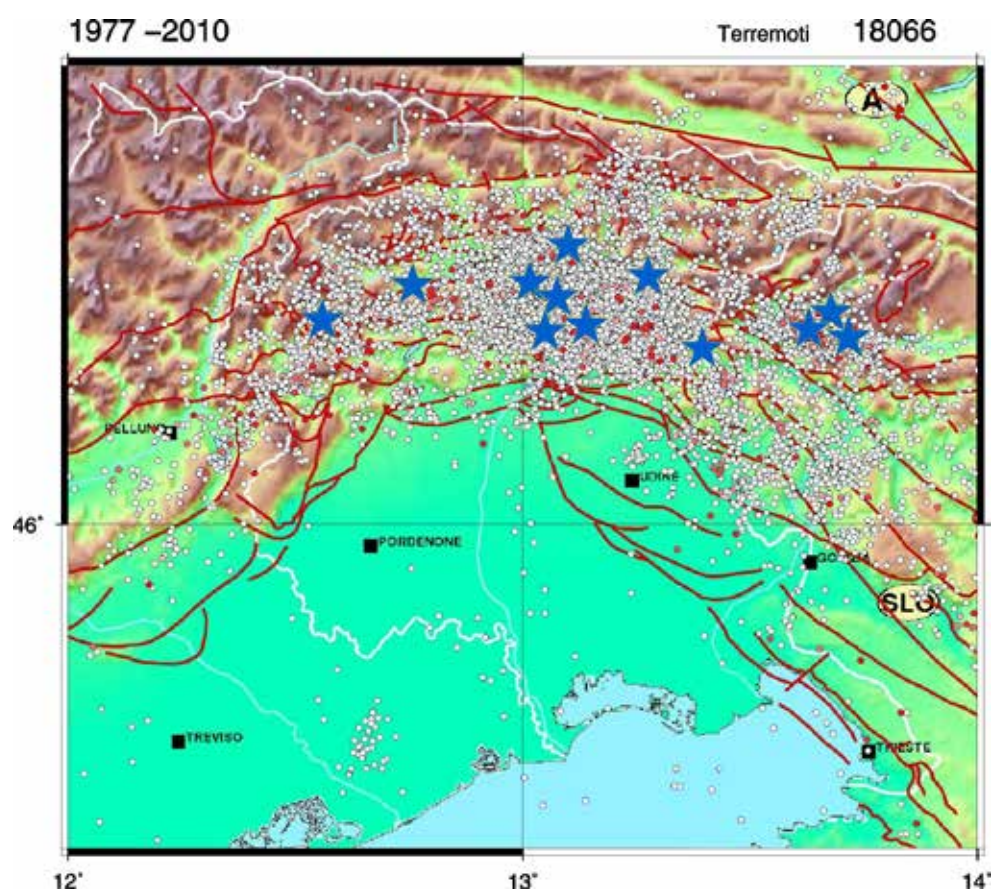 1977 –2010
Terremoti 18066
A
BELLUNO
UDINE
46°
PORDENONE
SLO
TREVISO
TRIESTE
12°
13°
14°